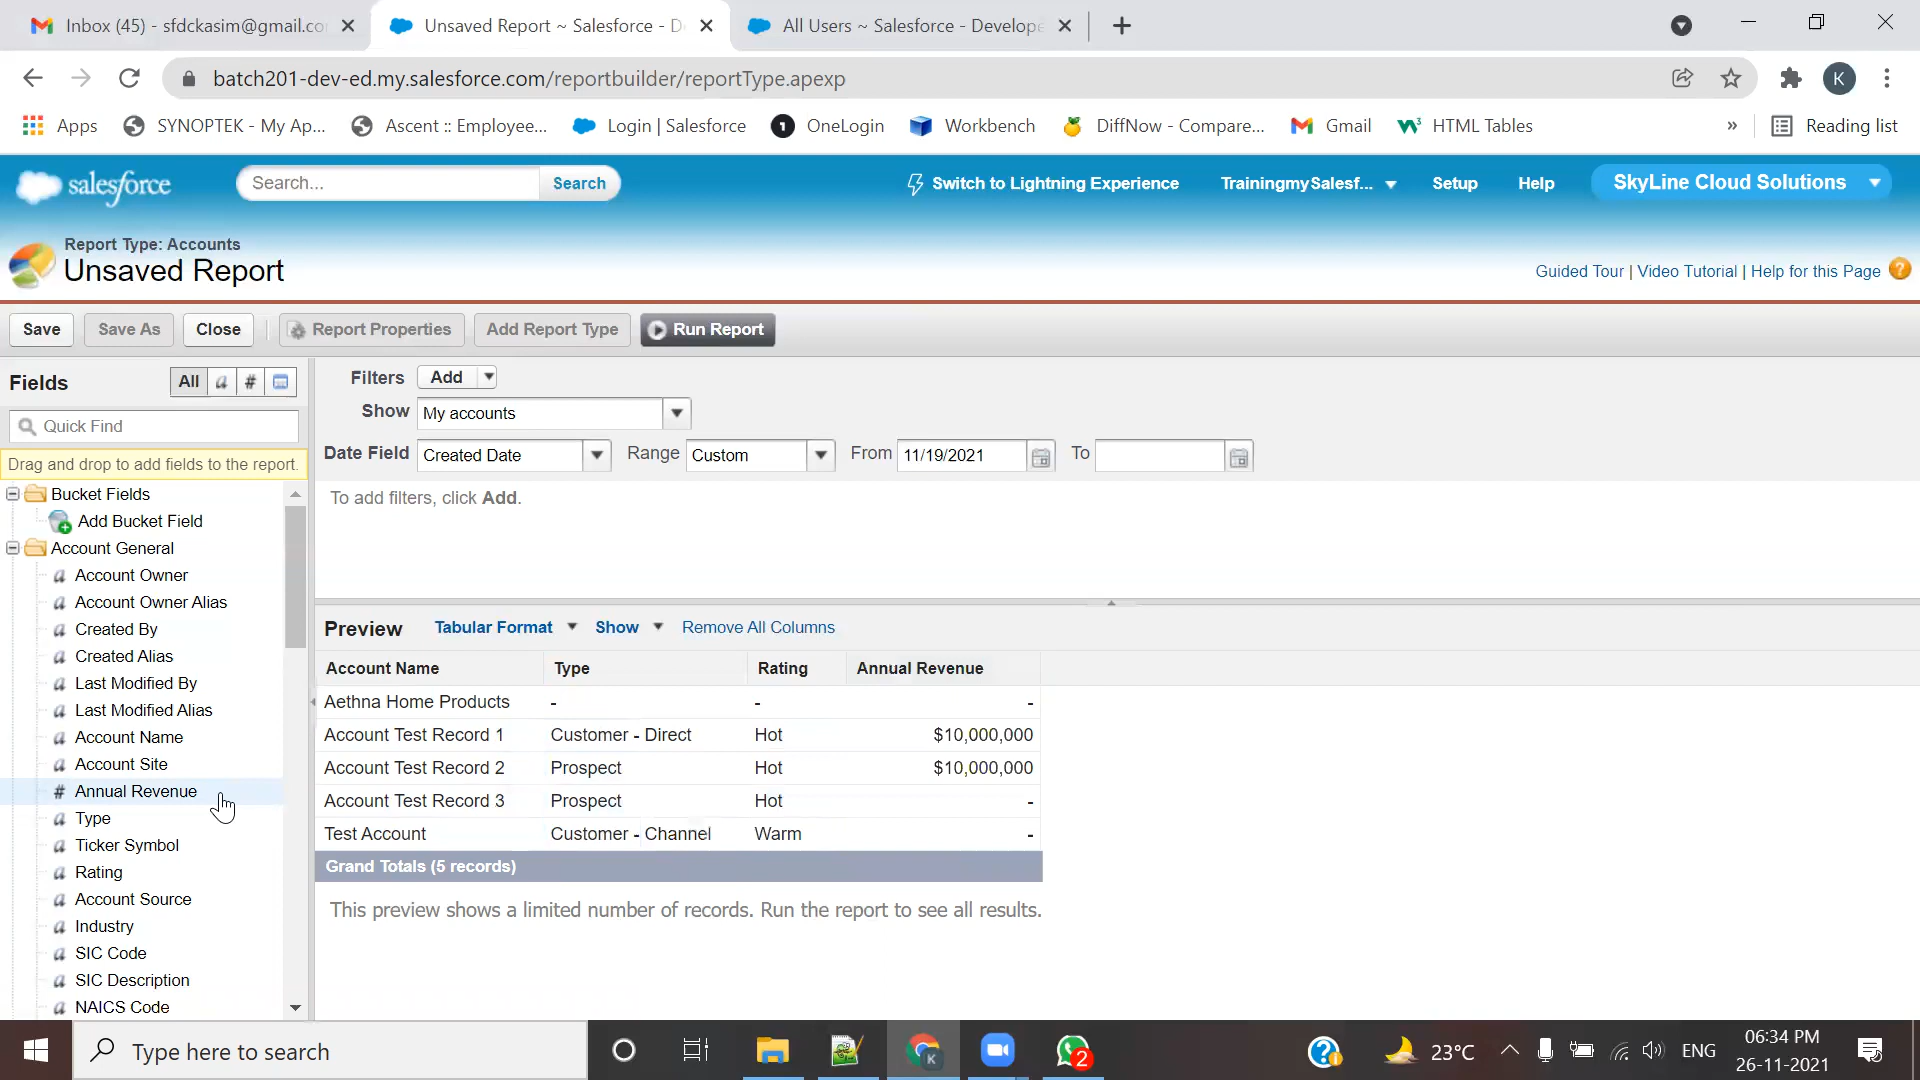 Inbox (45) - sfdckasim@gmail.co
Unsaved Report ~ Salesforce - D
All Users ~ Salesforce - Develope
batch201-dev-ed.my.salesforce.com/reportbuilder/reportType.apexp
K
Apps
SYNOPTEK - My Ap...
Ascent :: Employee...
Login | Salesforce
OneLogin
Workbench
DiffNow - Compare...
Gmail
HTML Tables
»
Reading list
salesforce
Search...
Search
Switch to Lightning Experience
TrainingmySalesf...
Setup
Help
SkyLine Cloud Solutions
Report Type: Accounts
Unsaved Report
Guided Tour | Video Tutorial | Help for this Page
Save
Save As
Close
Report Properties
Add Report Type
Run Report
Fields
All
a
#
Quick Find
Drag and drop to add fields to the report.
Bucket Fields
Add Bucket Field
Account General
a Account Owner
a Account Owner Alias
a Created By
a Created Alias
a Last Modified By
a Last Modified Alias
a Account Name
a Account Site
# Annual Revenue
a Type
a Ticker Symbol
a Rating
a Account Source
a Industry
a SIC Code
a SIC Description
a NAICS Code
Filters
Add
Show
My accounts
Date Field
Created Date
Range
Custom
From
11/19/2021
To
To add filters, click Add.
Preview
Tabular Format
Show
Remove All Columns
Account Name Type Rating Annual Revenue
Aethna Home Products - - -
Account Test Record 1 Customer - Direct Hot $10,000,000
Account Test Record 2 Prospect Hot $10,000,000
Account Test Record 3 Prospect Hot -
Test Account Customer - Channel Warm -
Grand Totals (5 records)
This preview shows a limited number of records. Run the report to see all results.
Type here to search
K
2
23°C
ENG
06:34 PM
26-11-2021